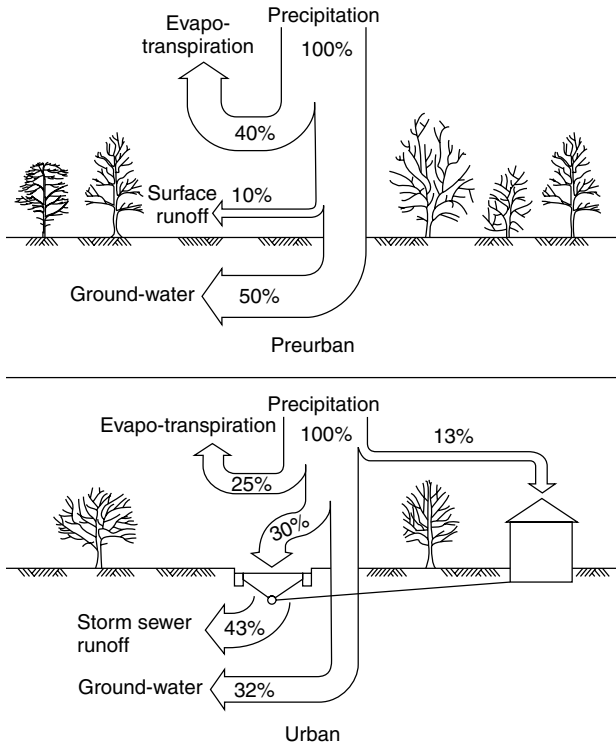 Evapo-
transpiration
Precipitation
100%
40%
Surface
runoff
10%
Ground-water
50%
Preurban
Precipitation
Evapo-transpiration
100%
13%
25%
30%
Storm sewer
runoff
43%
Ground-water
32%
Urban